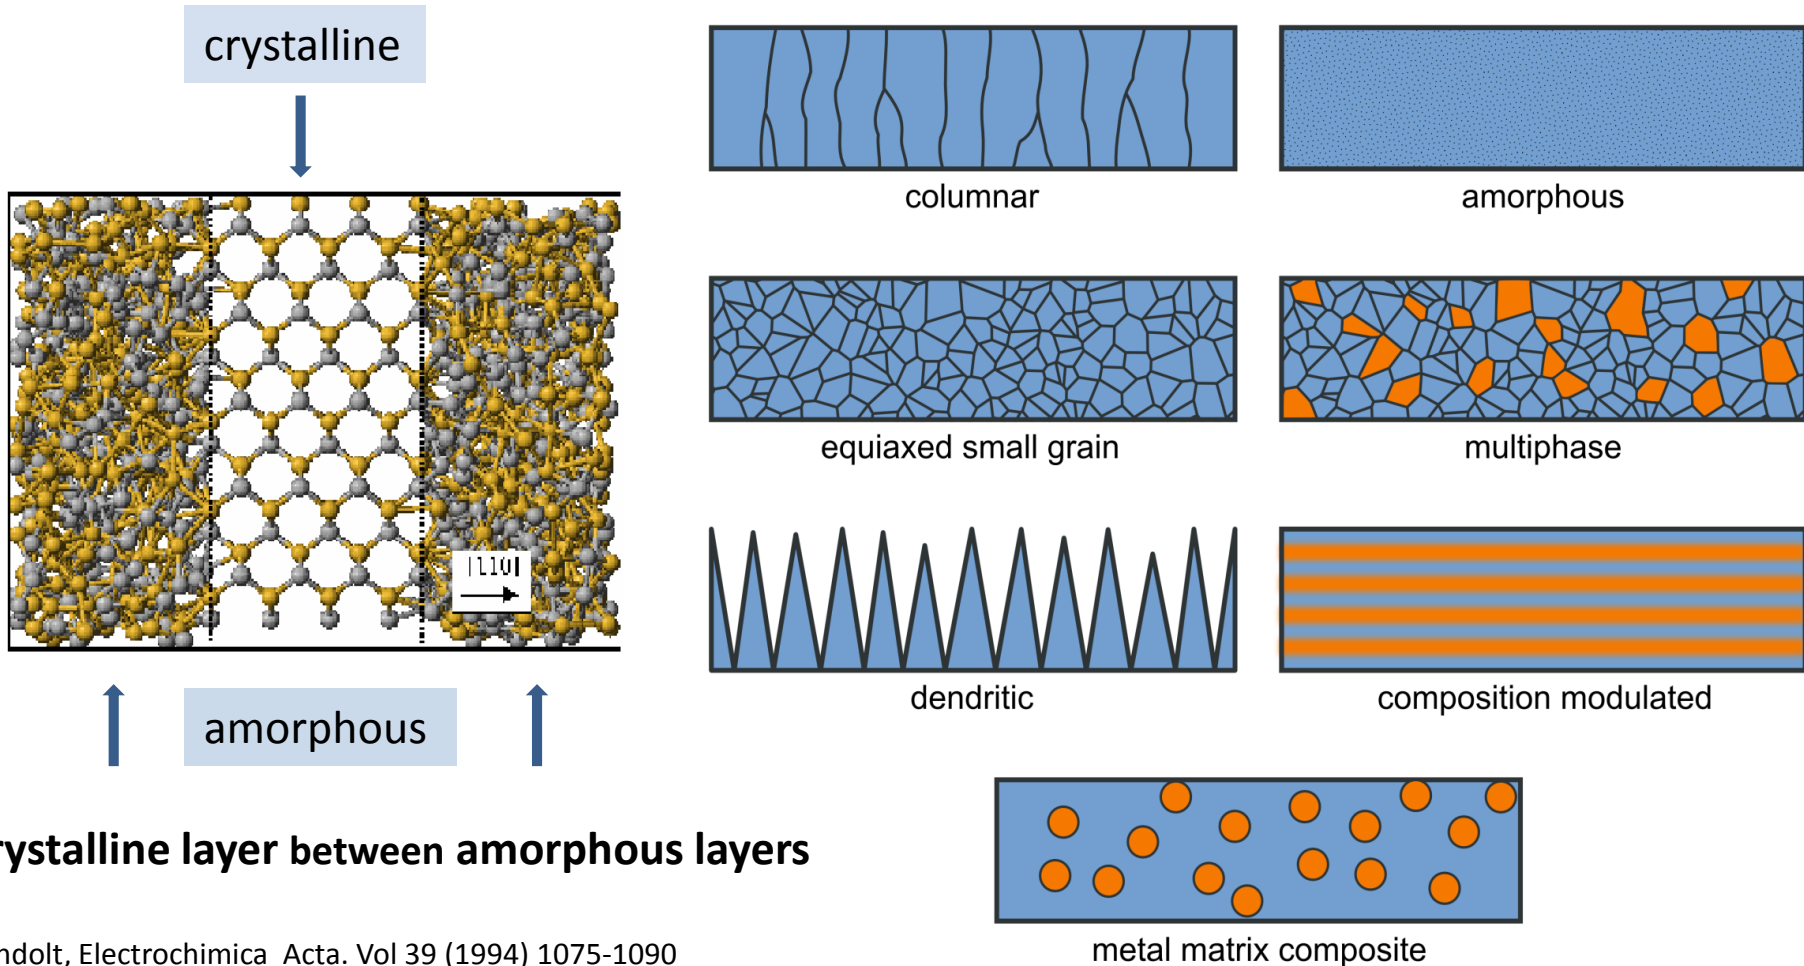 crystalline
columnar
amorphous
equiaxed small grain
multiphase
|110|
dendritic
composition modulated
amorphous
rystalline layer between amorphous layers
metal matrix composite
ndolt, Electrochimica Acta. Vol 39 (1994) 1075-1090